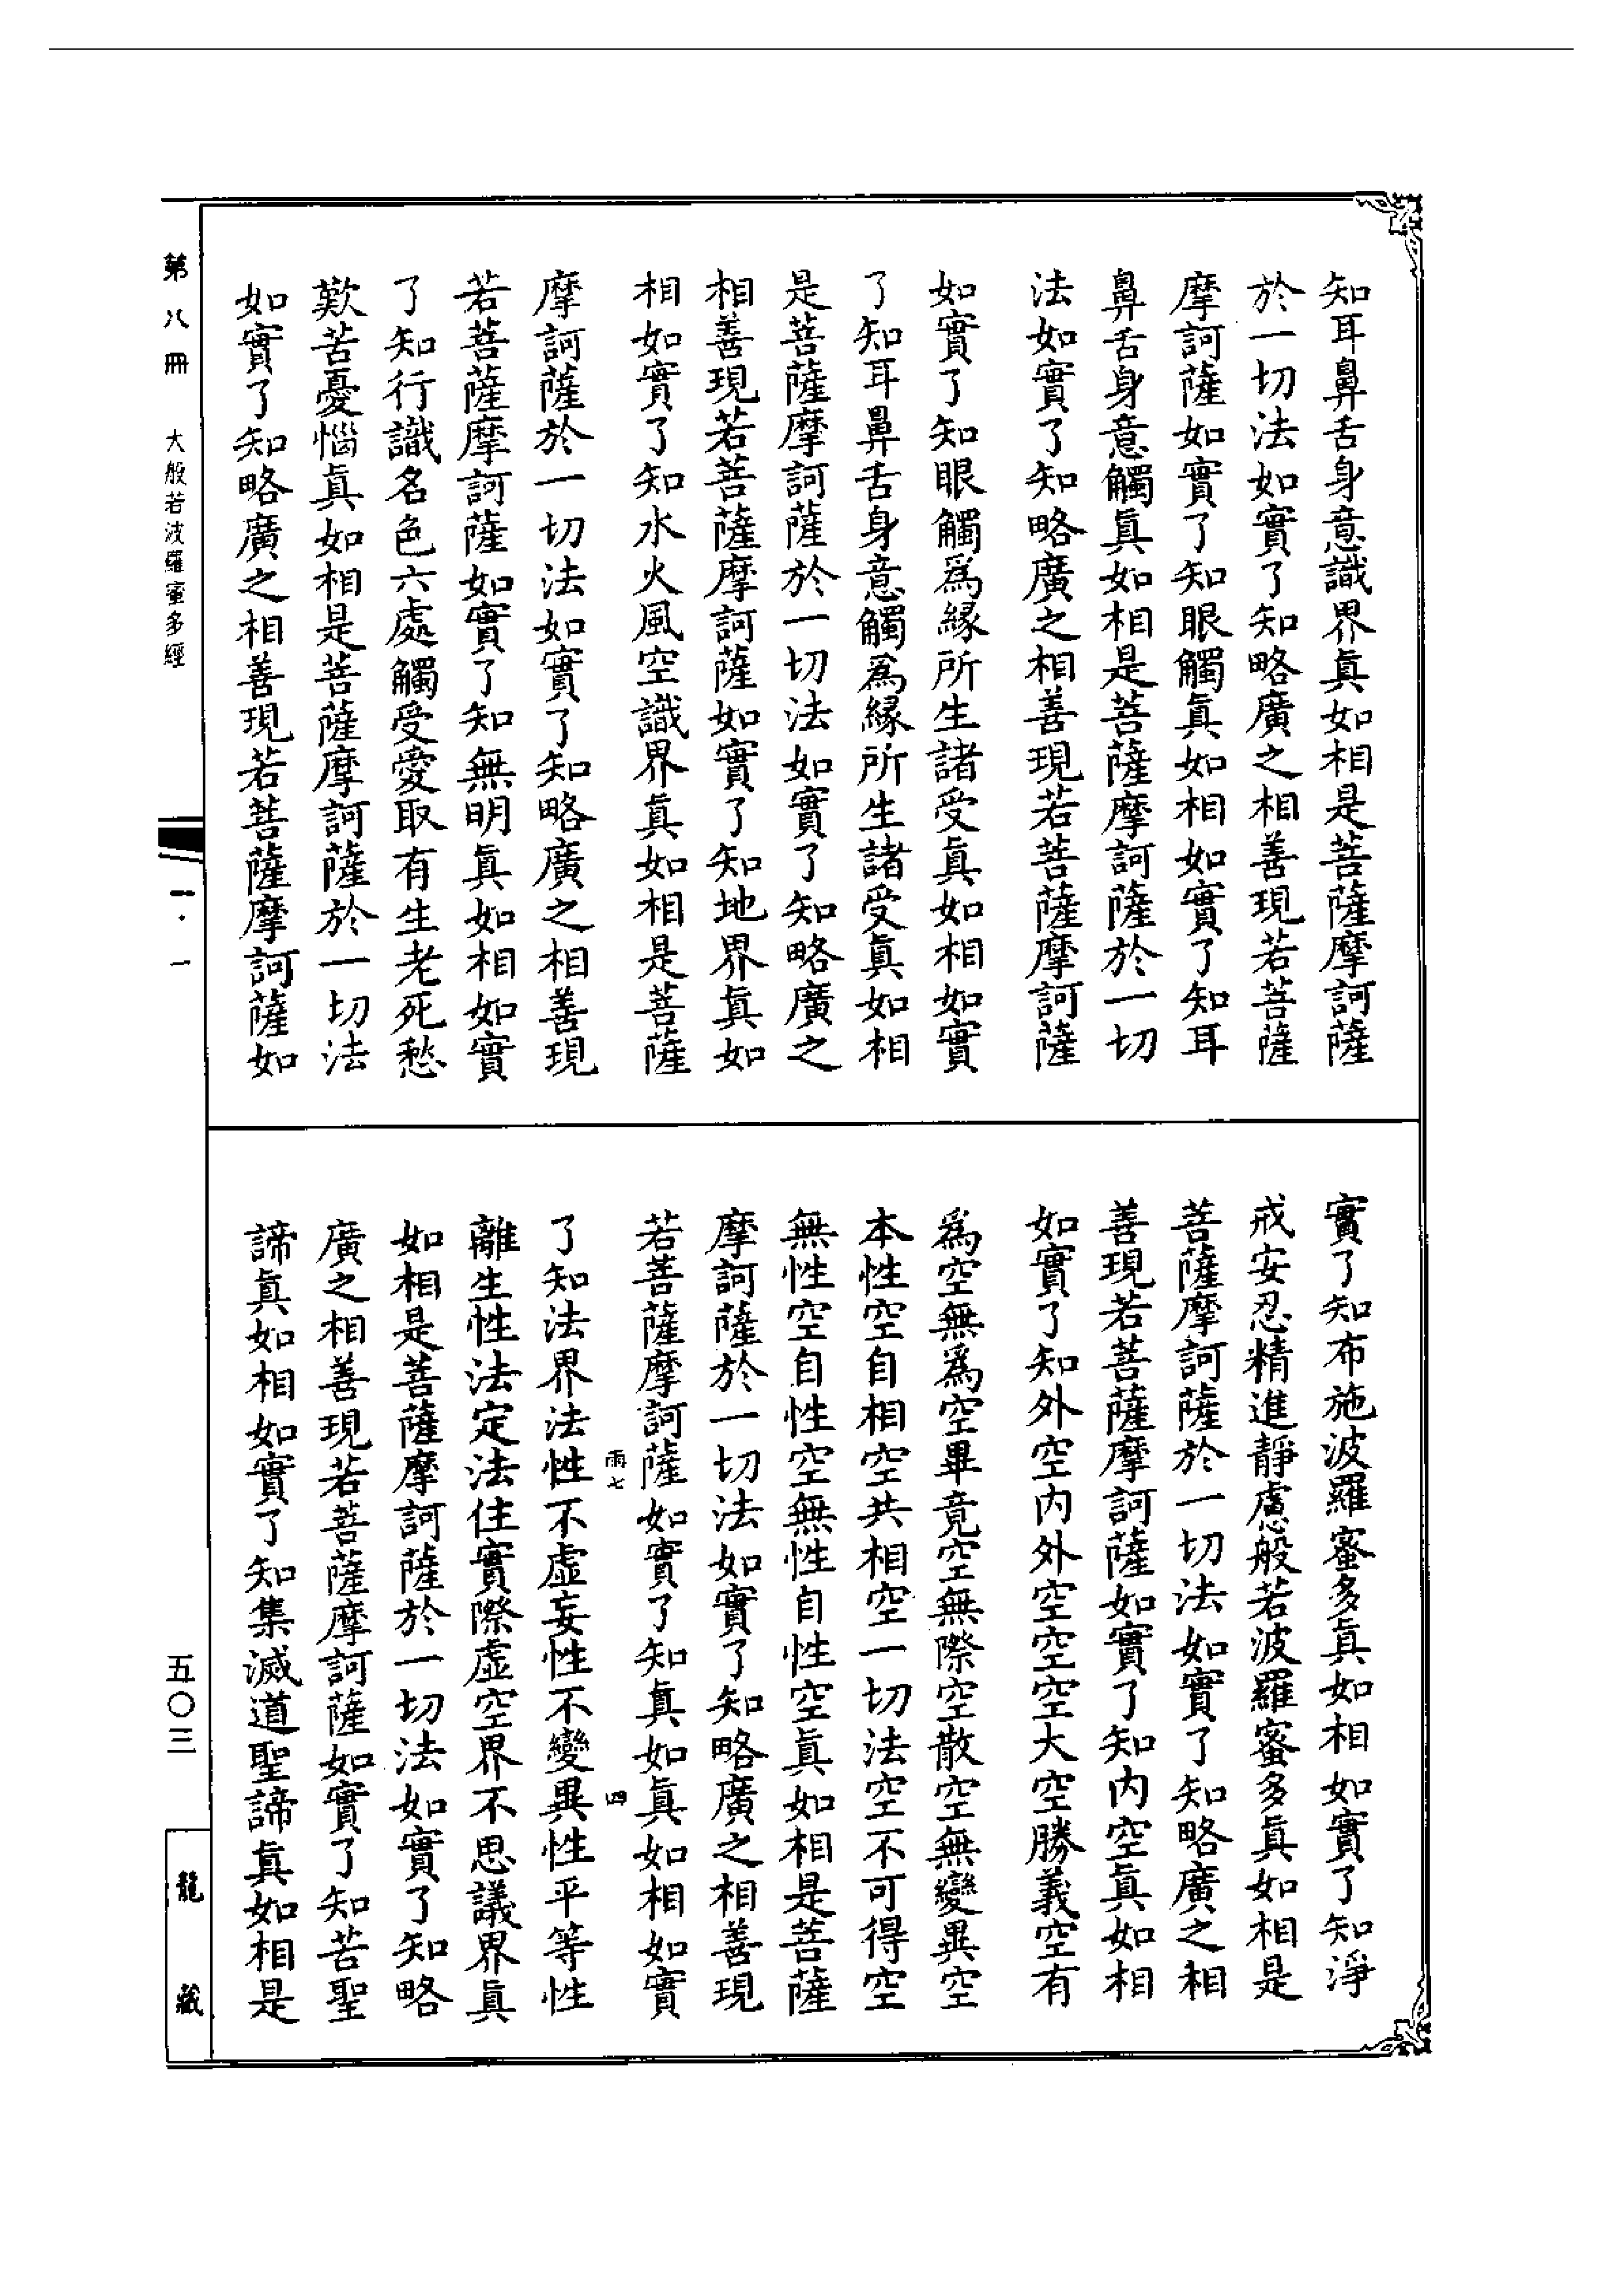 知耳鼻舌身意識界真如相是菩薩摩訶薩
於一切法如實了知略廣之相善現若菩薩
摩訶薩如實了知眼觸真如相如實了知耳
鼻舌身意觸真如相是菩薩摩訶薩於一切
法如實了知略廣之相善現若菩薩摩訶薩
如實了知眼觸爲緣所生諸受真如相如實
了知耳鼻舌身意觸爲緣所生諸受真如相
是菩薩摩訶薩於一切法如實了知略廣之
相善現若菩薩摩訶薩如實了知地界真如
相如實了知水火風空識界真如相是菩薩
摩訶薩於一切法如實了知略廣之相善現
若菩薩摩訶薩如實了知無明真如相如實
了知行識名色六處觸受愛取有生老死愁
歎苦憂惱真如相是菩薩摩訶薩於一切法
如實了知略廣之相善現若菩薩摩訶薩如
實了知布施波羅蜜多真如相如實了知淨
戒安忍精進靜慮般若波羅蜜多真如相是
菩薩摩訶薩於一切法如實了知略廣之相
善現若菩薩摩訶薩如實了知內空真如相
如實了知外空內外空空空大空勝義空有
爲空無爲空畢竟空無際空散空無變異空
本性空自相空共相空一切法空不可得空
無性空自性空無性自性空真如相是菩薩
摩訶薩於一切法如實了知略廣之相善現
若菩薩摩訶薩如實了知真如真如相如實
雨七 四
了知法界法性不虛妄性不變異性平等性
離生性法定法住實際虛空界不思議界真
如相是菩薩摩訶薩於一切法如實了知略
廣之相善現若菩薩摩訶薩如實了知苦聖
諦真如相如實了知集滅道聖諦真如相是
第八冊 大般若波羅蜜多經 一·一
五〇三
龍藏